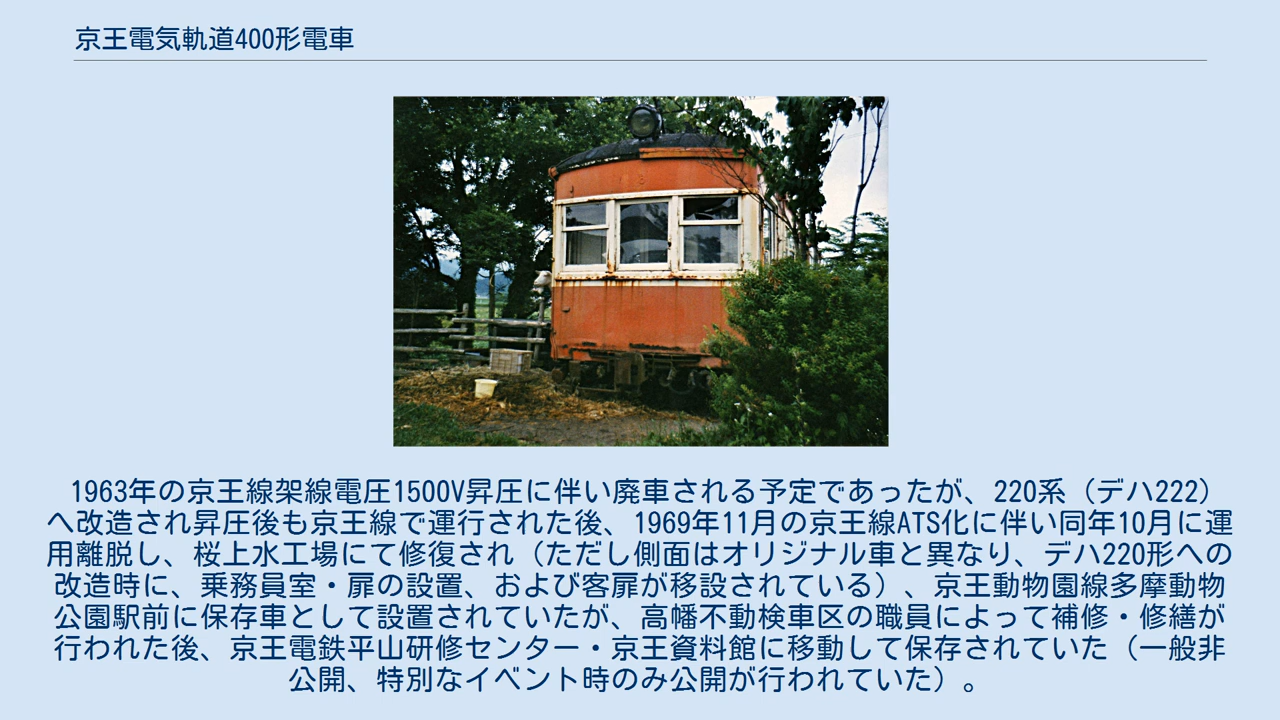 京王電気軌道400形電車
1963年の京王線架線電圧1500V昇圧に伴い廃車される予定であったが、220系（デハ222）
へ改造され昇圧後も京王線で運行された後、1969年11月の京王線ATS化に伴い同年10月に運
用離脱し、桜上水工場にて修復され（ただし側面はオリジナル車と異なり、デハ220形への
改造時に、乗務員室・扉の設置、および客扉が移設されている）、京王動物園線多摩動物
公園駅前に保存車として設置されていたが、高幡不動検車区の職員によって補修・修繕が
行われた後、京王電鉄平山研修センター・京王資料館に移動して保存されていた（一般非
公開、特別なイベント時のみ公開が行われていた）。